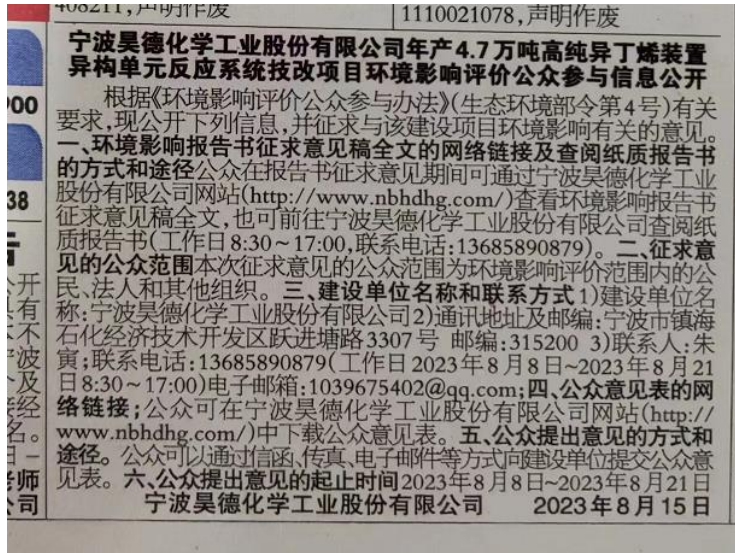 408211,声明作废
1110021078,声明作废
宁波昊德化学工业股份有限公司年产4.7万吨高纯异丁烯装置
异构单元反应系统技改项目环境影响评价公众参与信息公开
根据《环境影响评价公众参与办法》(生态环境部令第4号)有关
要求,现公开下列信息,并征求与该建设项目环境影响有关的意见。
一、环境影响报告书征求意见稿全文的网络链接及查阅纸质报告书
的方式和途径公众在报告书征求意见期间可通过宁波昊德化学工业
股份有限公司网站(http://www.nbhdhg.com/)查看环境影响报告书
征求意见稿全文,也可前往宁波昊德化学工业股份有限公司查阅纸
质报告书(工作日8:30~17:00,联系电话:13685890879)。二、征求意
见的公众范围本次征求意见的公众范围为环境影响评价范围内的公
民、法人和其他组织。三、建设单位名称和联系方式1)建设单位名
称:宁波昊德化学工业股份有限公司2)通讯地址及邮编:宁波市镇海
石化经济技术开发区跃进塘路3307号 邮编:315200 3)联系人:朱
寅;联系电话:13685890879(工作日2023年8月8日~2023年8月21
日8:30~17:00)电子邮箱:1039675402@qq.com;四、公众意见表的网
络链接;公众可在宁波昊德化学工业股份有限公司网站(http://
www.nbhdhg.com/)中下载公众意见表。五、公众提出意见的方式和
途径。公众可以通过信函、传真、电子邮件等方式向建设单位提交公众意
见表。六、公众提出意见的起止时间2023年8月8日~2023年8月21日
宁波昊德化学工业股份有限公司 2023年8月15日
900
38
开
有
不
波
及
经
名。
日－
老师
公司